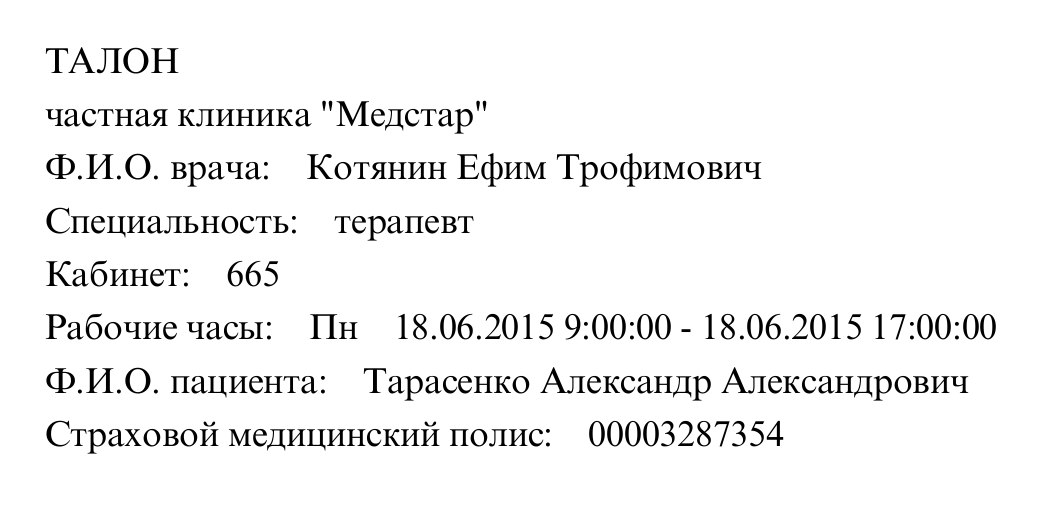 ТАЛОН
частная клиника "Медстар"
Ф.И.О. врача: Котянин Ефим Трофимович
Специальность: терапевт
Кабинет: 665
Рабочие часы: Пн 18.06.2015 9:00:00 - 18.06.2015 17:00:00
Ф.И.О. пациента: Тарасенко Александр Александрович
Страховой медицинский полис: 00003287354